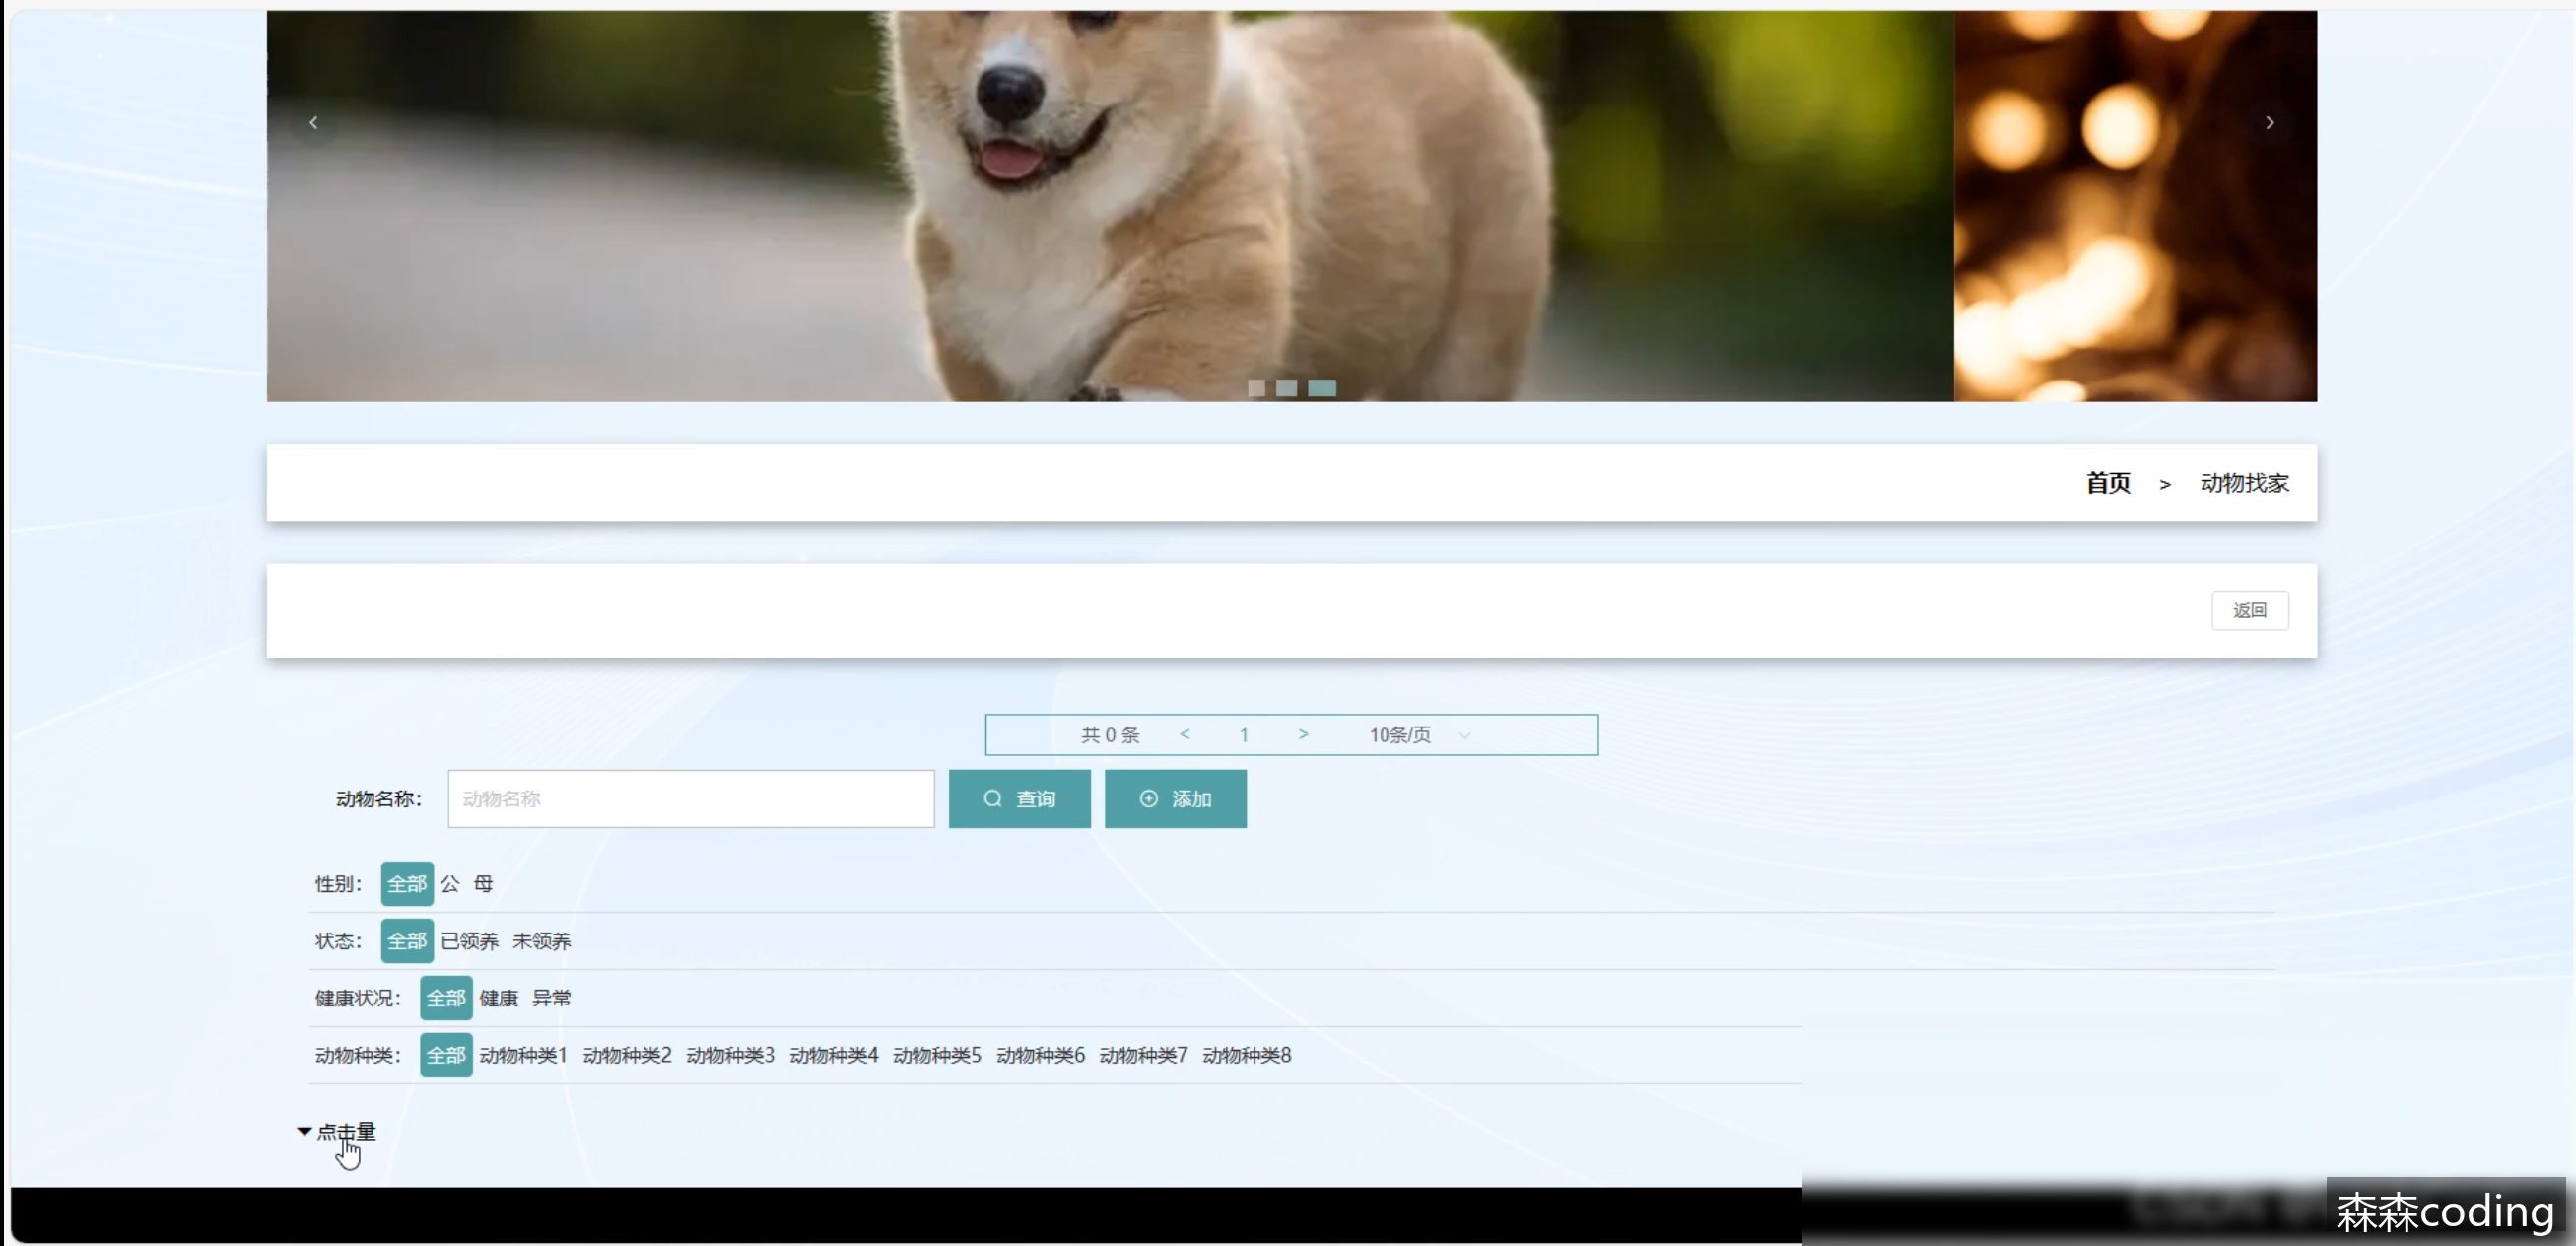 首页 > 动物找家
返回
共 0 条 < 1 > 10条/页
动物名称： 动物名称 查询 添加
性别： 全部 公 母
状态： 全部 已领养 未领养
健康状况： 全部 健康 异常
动物种类： 全部 动物种类1 动物种类2 动物种类3 动物种类4 动物种类5 动物种类6 动物种类7 动物种类8
点击量
森森coding